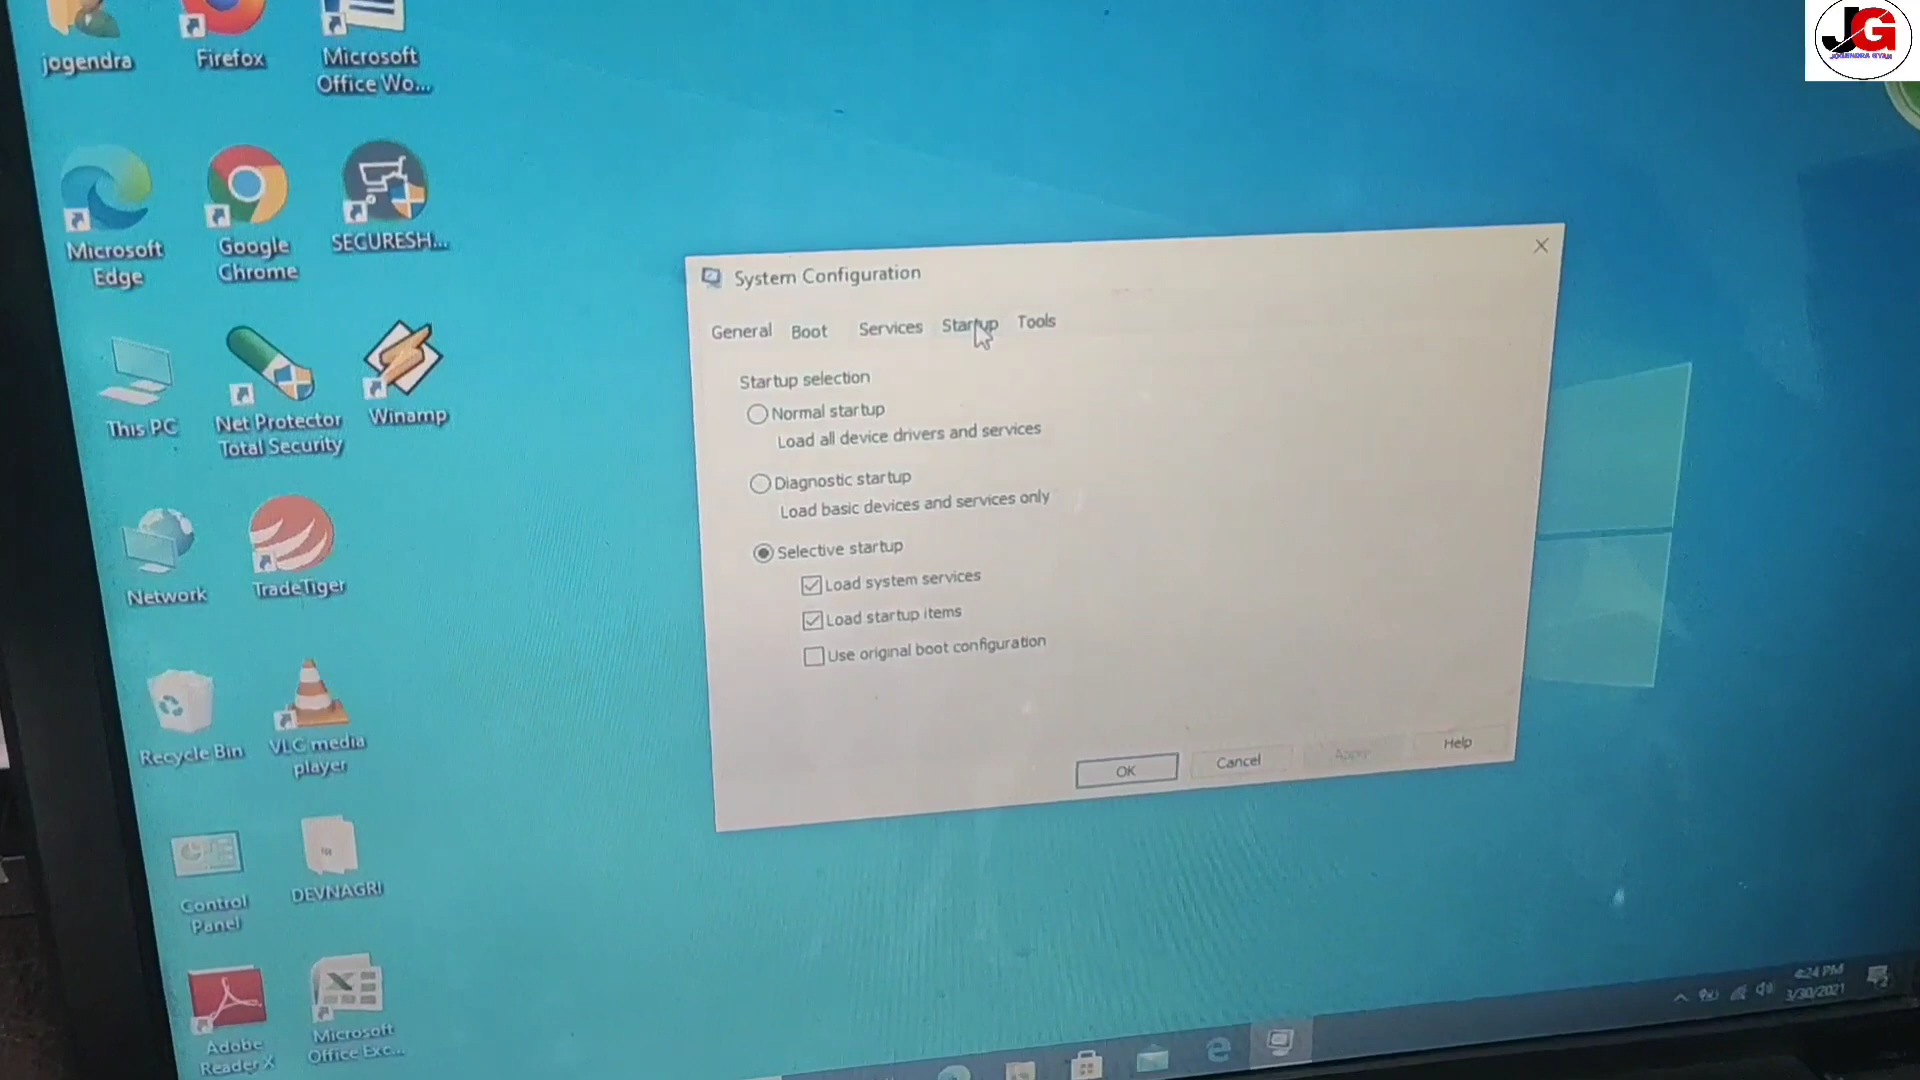 JG
JOGENDRA GYAN
jogendra
Firefox
Microsoft
Office Wo...
Microsoft
Edge
Google
Chrome
SECURESH...
This PC
Net Protector
Total Security
Winamp
Network
TradeTiger
Recycle Bin
VLC media
player
Control
Panel
DEVNAGRI
Adobe
Reader X
Microsoft
Office Exc...
System Configuration
General Boot Services Startup Tools
Startup selection
Normal startup
Load all device drivers and services
Diagnostic startup
Load basic devices and services only
Selective startup
Load system services
Load startup items
Use original boot configuration
OK Cancel Apply Help
4:24 PM
3/30/2021